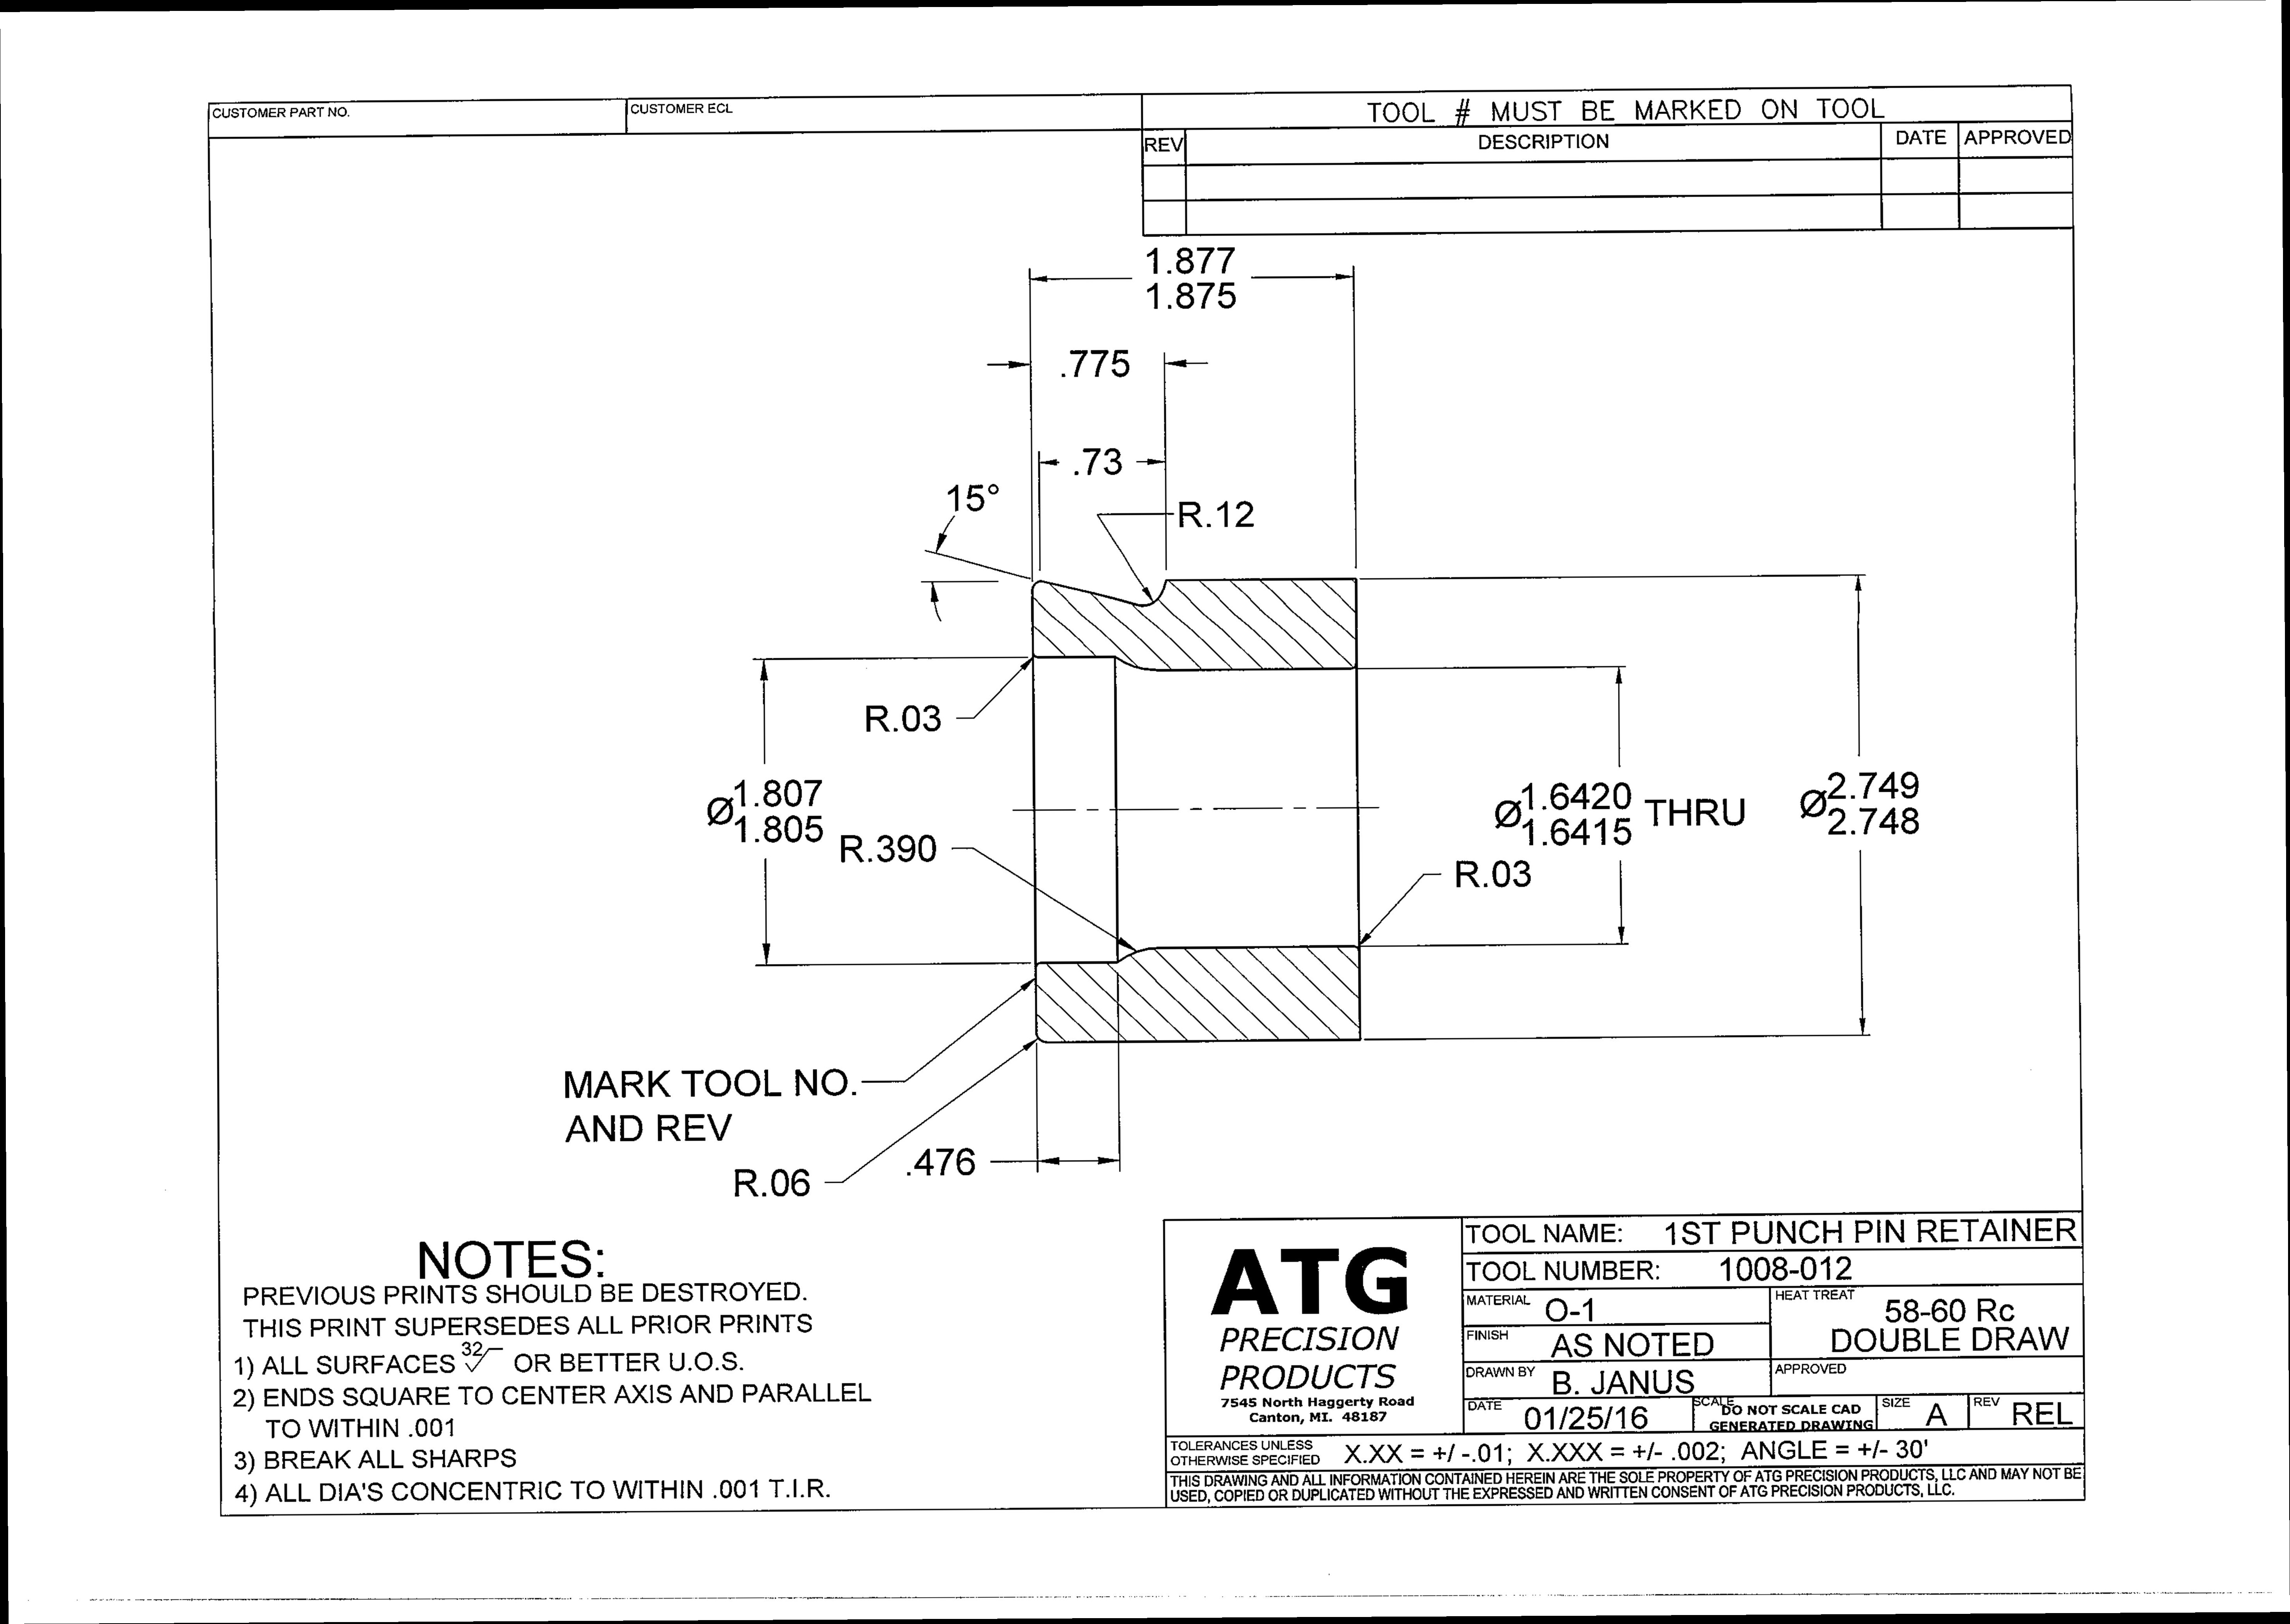 CUSTOMER PART NO.
CUSTOMER ECL
TOOL # MUST BE MARKED ON TOOL
REV
DESCRIPTION
DATE
APPROVED
1.877
1.875
.775
.73
15°
R.12
R.03
Ø1.807
1.805
R.390
Ø1.6420
1.6415 THRU
Ø2.749
2.748
R.03
MARK TOOL NO.
AND REV
R.06
.476
NOTES:
PREVIOUS PRINTS SHOULD BE DESTROYED.
THIS PRINT SUPERSEDES ALL PRIOR PRINTS
1) ALL SURFACES 32√ OR BETTER U.O.S.
2) ENDS SQUARE TO CENTER AXIS AND PARALLEL
TO WITHIN .001
3) BREAK ALL SHARPS
4) ALL DIA'S CONCENTRIC TO WITHIN .001 T.I.R.
ATG
PRECISION
PRODUCTS
7545 North Haggerty Road
Canton, MI. 48187
TOOL NAME: 1ST PUNCH PIN RETAINER
TOOL NUMBER: 1008-012
MATERIAL O-1
HEAT TREAT 58-60 Rc
DOUBLE DRAW
FINISH AS NOTED
DRAWN BY B. JANUS
APPROVED
DATE 01/25/16
SCALE DO NOT SCALE CAD
GENERATED DRAWING
SIZE A
REV REL
TOLERANCES UNLESS
OTHERWISE SPECIFIED X.XX = +/ -.01; X.XXX = +/- .002; ANGLE = +/- 30'
THIS DRAWING AND ALL INFORMATION CONTAINED HEREIN ARE THE SOLE PROPERTY OF ATG PRECISION PRODUCTS, LLC AND MAY NOT BE
USED, COPIED OR DUPLICATED WITHOUT THE EXPRESSED AND WRITTEN CONSENT OF ATG PRECISION PRODUCTS, LLC.